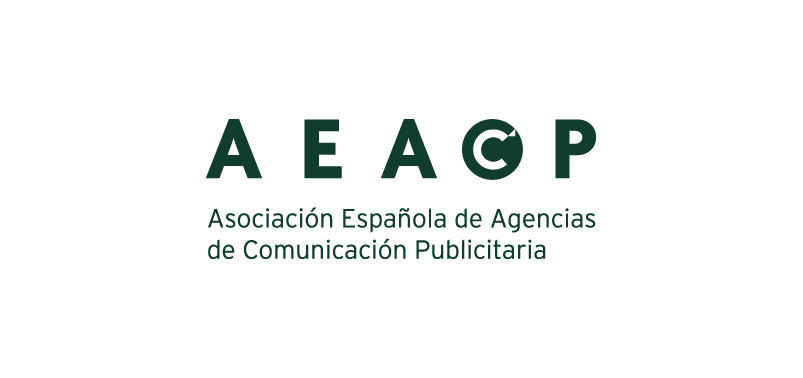 AEACP
Asociación Española de Agencias
de Comunicación Publicitaria